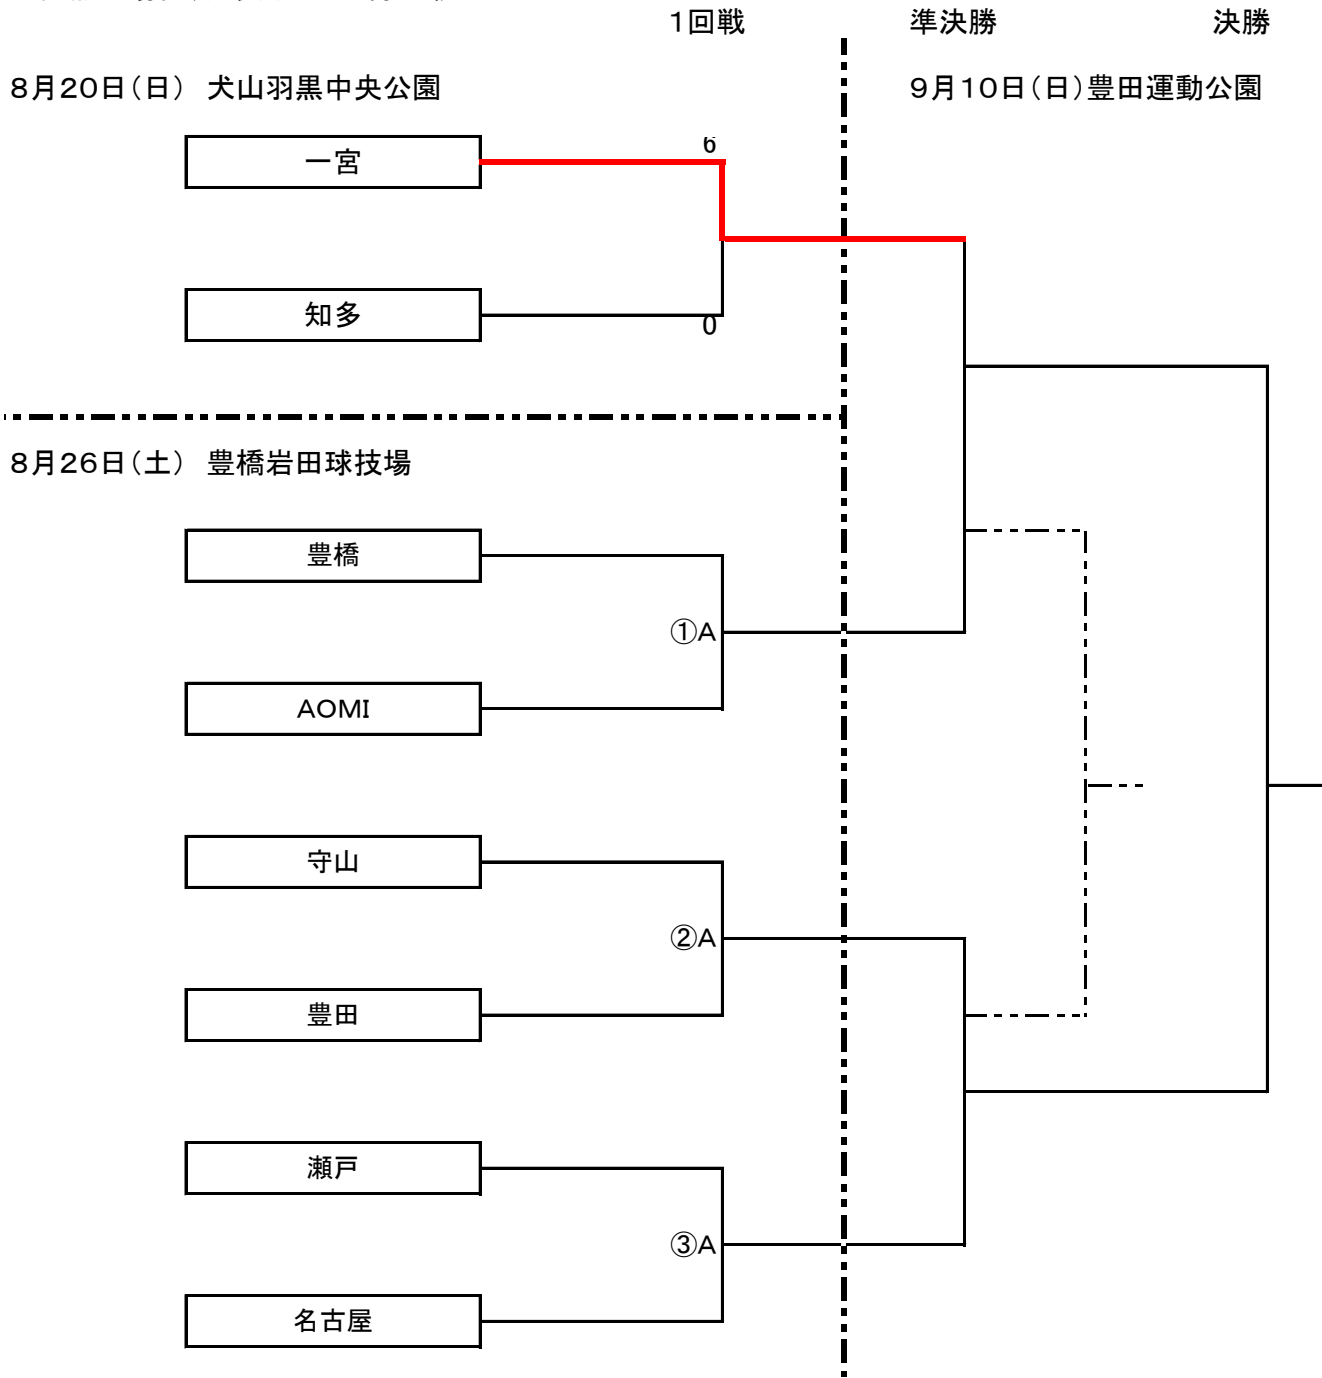 1回戦 準決勝 決勝
8月20日(日) 犬山羽黒中央公園 9月10日(日)豊田運動公園
6
一宮
知多
0
8月26日(土) 豊橋岩田球技場
豊橋
①A
AOMI
守山
②A
豊田
瀬戸
③A
名古屋